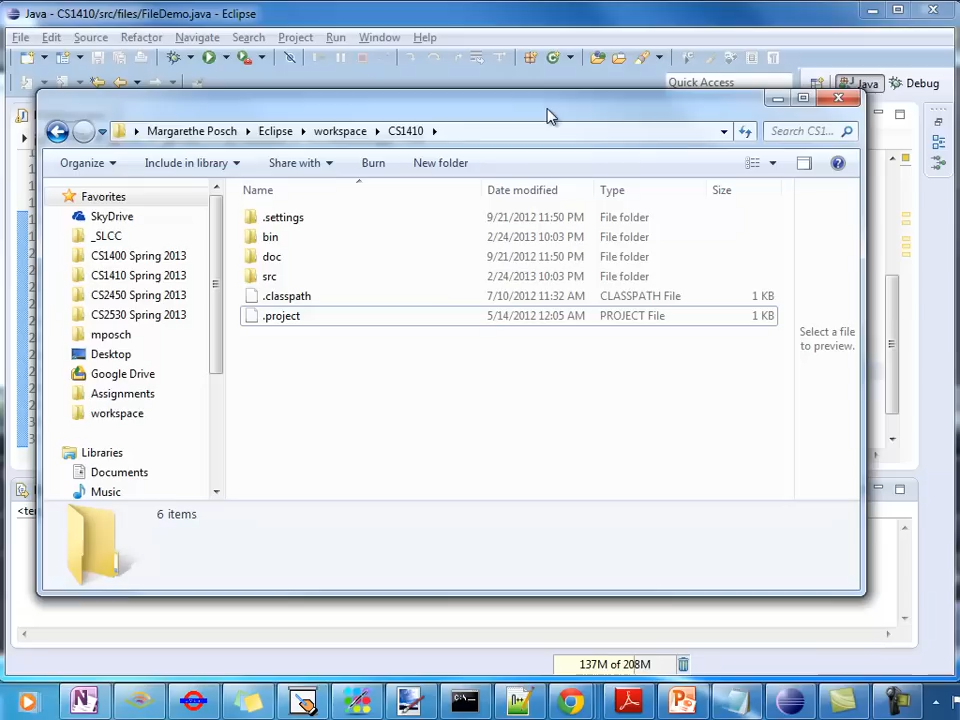 Java - CS1410/src/files/FileDemo.java - Eclipse
File Edit Source Refactor Navigate Search Project Run Window Help
Quick Access Java Debug
Margarethe Posch Eclipse workspace CS1410 Search CS1...
Organize Include in library Share with Burn New folder
Favorites
SkyDrive
_SLCC
CS1400 Spring 2013
CS1410 Spring 2013
CS2450 Spring 2013
CS2530 Spring 2013
mposch
Desktop
Google Drive
Assignments
workspace
Libraries
Documents
Music
Name Date modified Type Size
.settings 9/21/2012 11:50 PM File folder
bin 2/24/2013 10:03 PM File folder
doc 9/21/2012 11:50 PM File folder
src 2/24/2013 10:03 PM File folder
.classpath 7/10/2012 11:32 AM CLASSPATH File 1 KB
.project 5/14/2012 12:05 AM PROJECT File 1 KB
Select a file
to preview.
6 items
137M of 208M